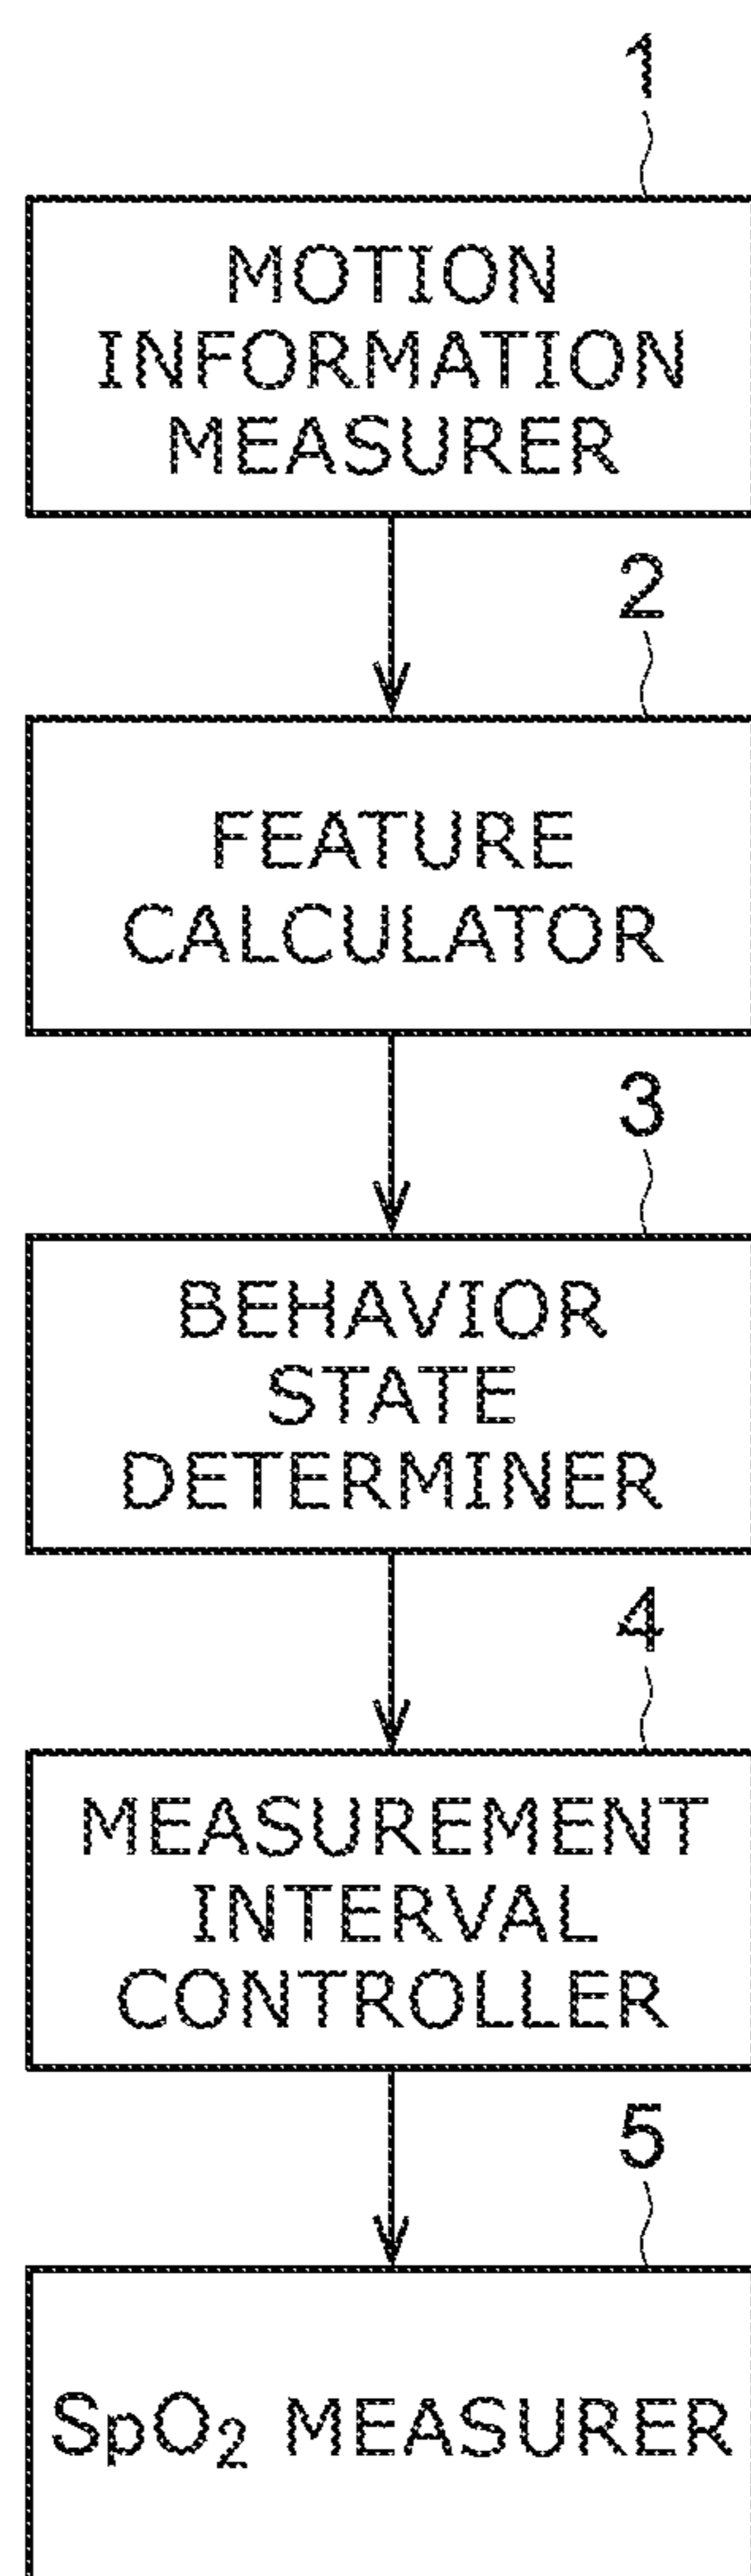 1
MOTION
INFORMATION
MEASURER
2
FEATURE
CALCULATOR
3
BEHAVIOR
STATE
DETERMINER
4
MEASUREMENT
INTERVAL
CONTROLLER
5
SpO₂ MEASURER